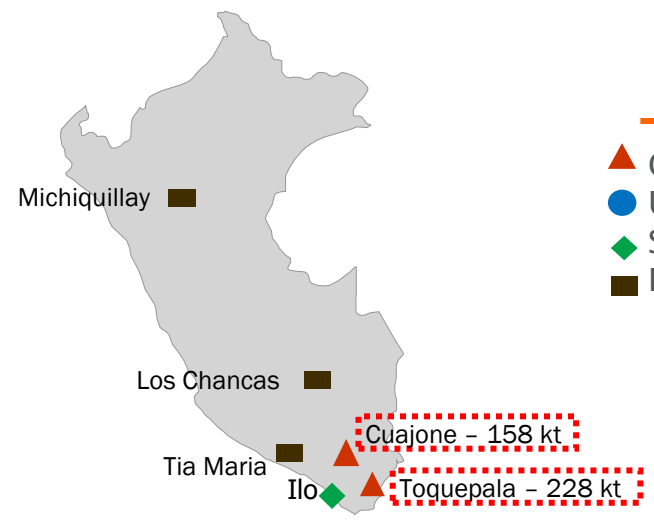 Michiquillay
Los Chancas
Cuajone – 158 kt
Tia Maria
Ilo
Toquepala – 228 kt